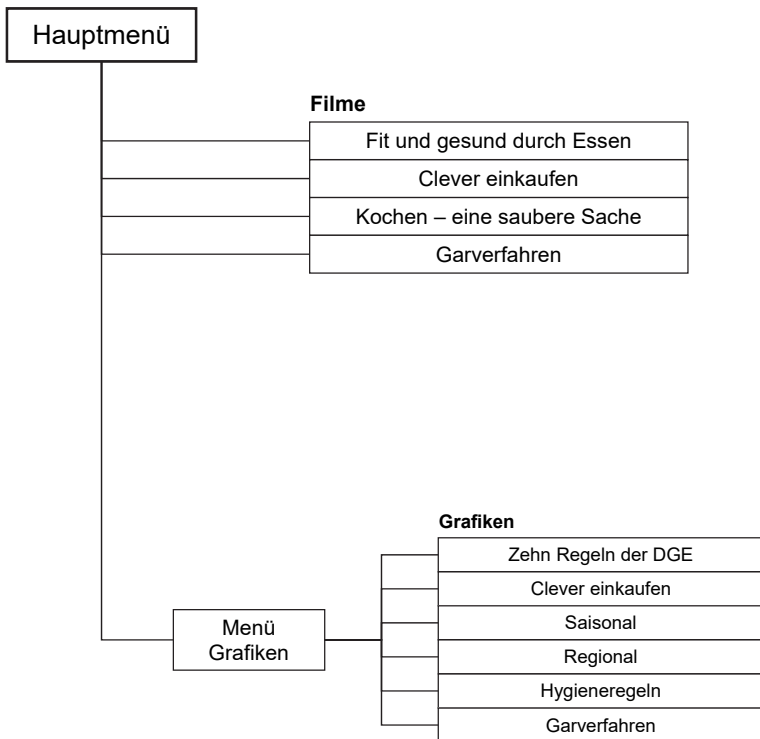 Hauptmenü
Filme
Fit und gesund durch Essen
Clever einkaufen
Kochen – eine saubere Sache
Garverfahren
Grafiken
Zehn Regeln der DGE
Clever einkaufen
Saisonal
Menü
Grafiken
Regional
Hygieneregeln
Garverfahren